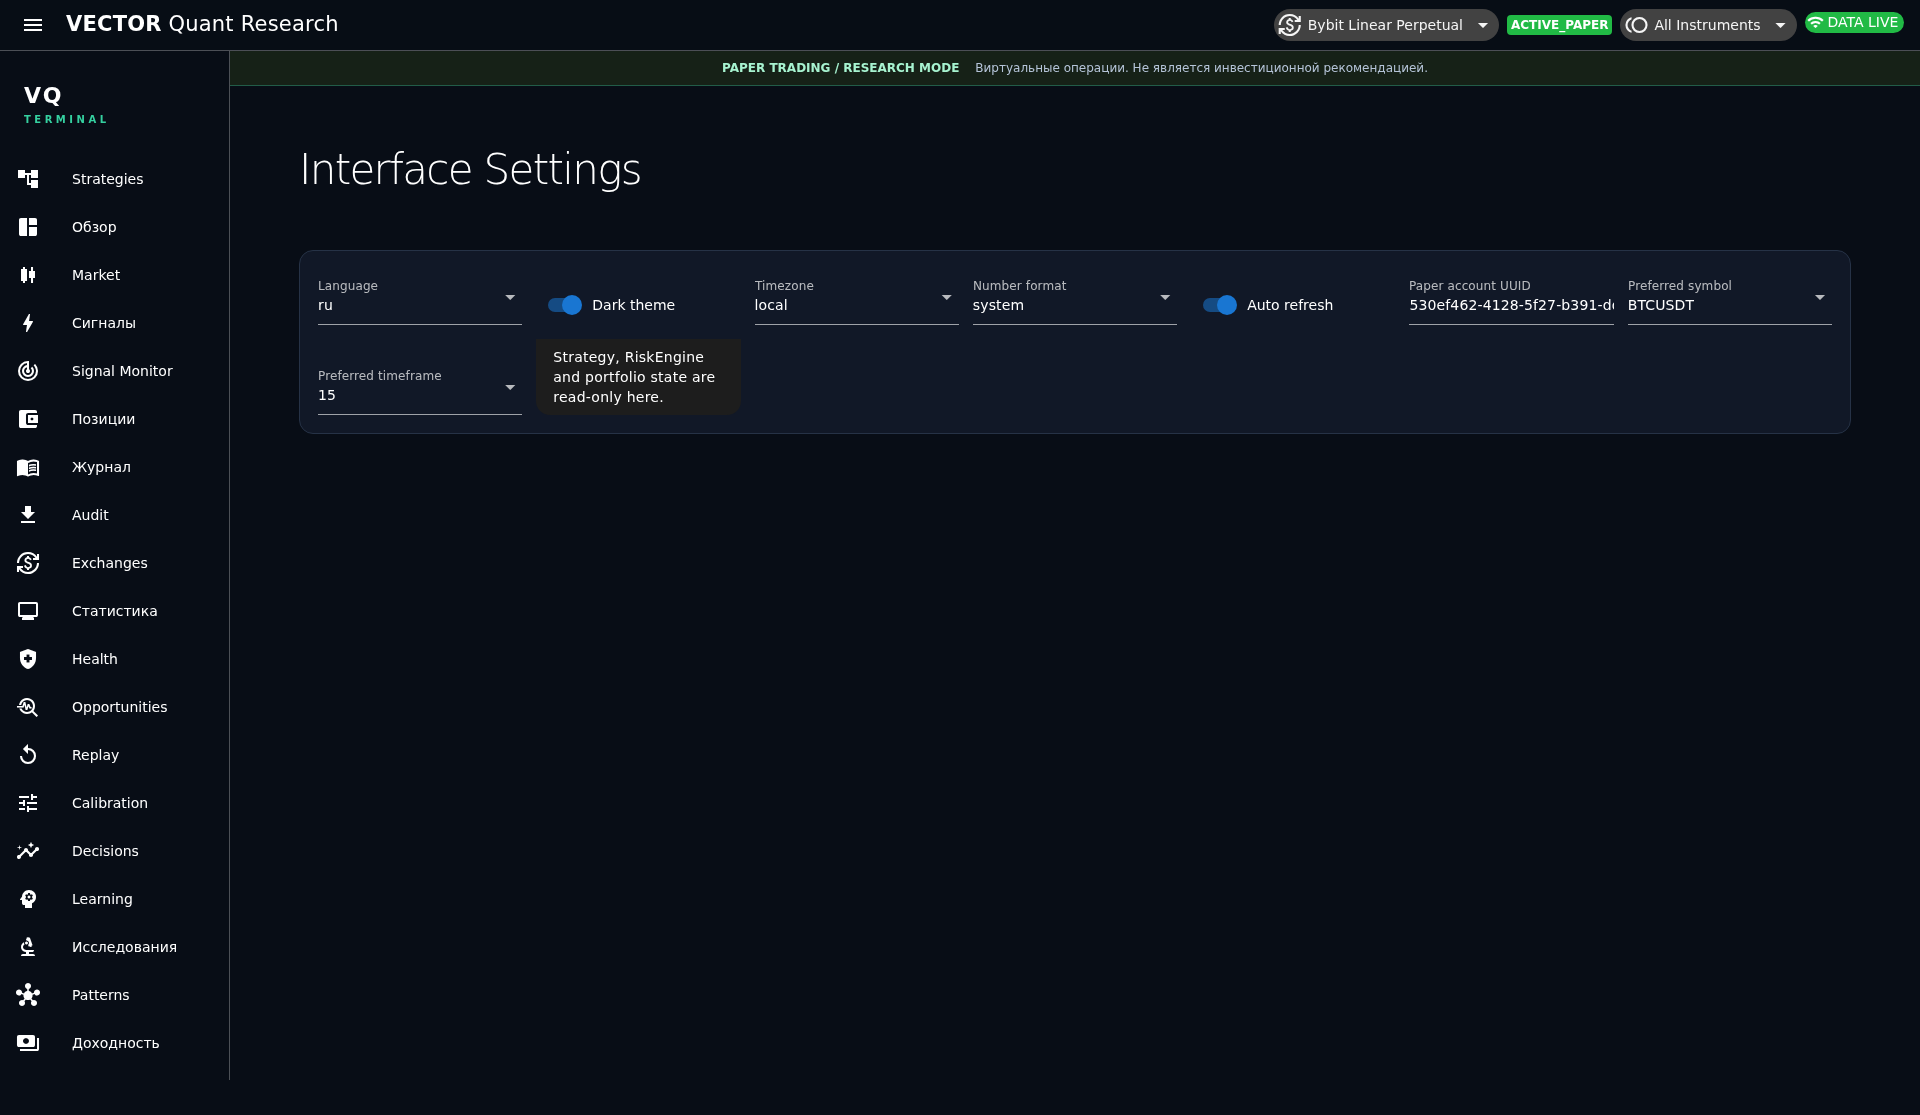 VECTOR Quant Research
Bybit Linear Perpetual
ACTIVE_PAPER
All Instruments
DATA LIVE
PAPER TRADING / RESEARCH MODE Виртуальные операции. Не является инвестиционной рекомендацией.
VQ
TERMINAL
Strategies
Обзор
Market
Сигналы
Signal Monitor
Позиции
Журнал
Audit
Exchanges
Статистика
Health
Opportunities
Replay
Calibration
Decisions
Learning
Исследования
Patterns
Доходность
Interface Settings
Language
ru
Dark theme
Timezone
local
Number format
system
Auto refresh
Paper account UUID
530ef462-4128-5f27-b391-d
Preferred symbol
BTCUSDT
Preferred timeframe
15
Strategy, RiskEngine
and portfolio state are
read-only here.